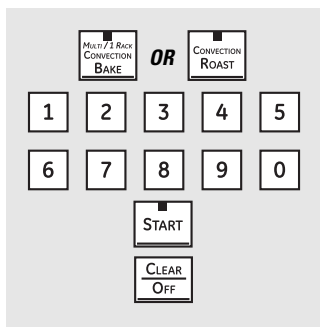 MULTI / 1 RACK
CONVECTION
BAKE
OR
CONVECTION
ROAST
1 2 3 4 5
6 7 8 9 0
START
CLEAR
OFF